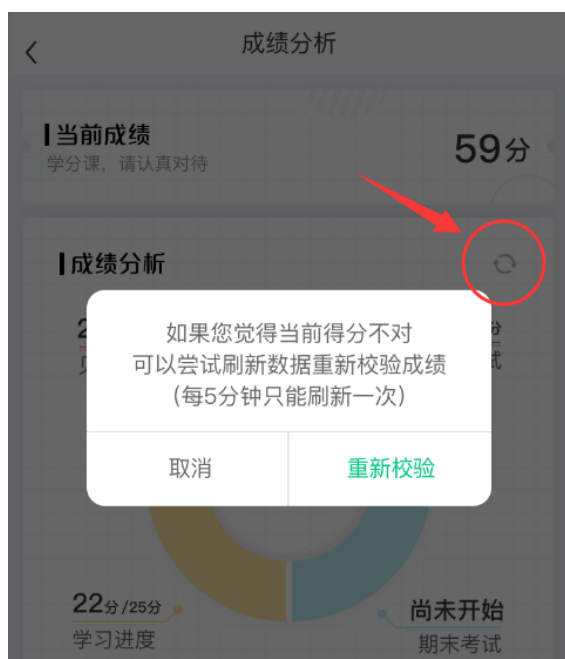 成绩分析
当前成绩
学分课，请认真对待
59分
成绩分析
2
分
如果您觉得当前得分不对
可以尝试刷新数据重新校验成绩
（每5分钟只能刷新一次）
取消
重新校验
22分/25分
学习进度
尚未开始
期末考试